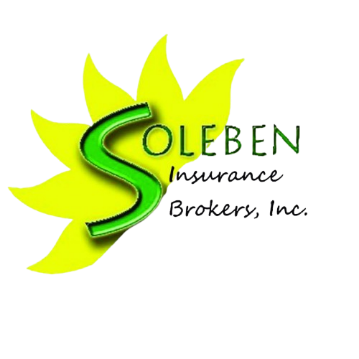 SOLEBEN
Insurance
Brokers, Inc.